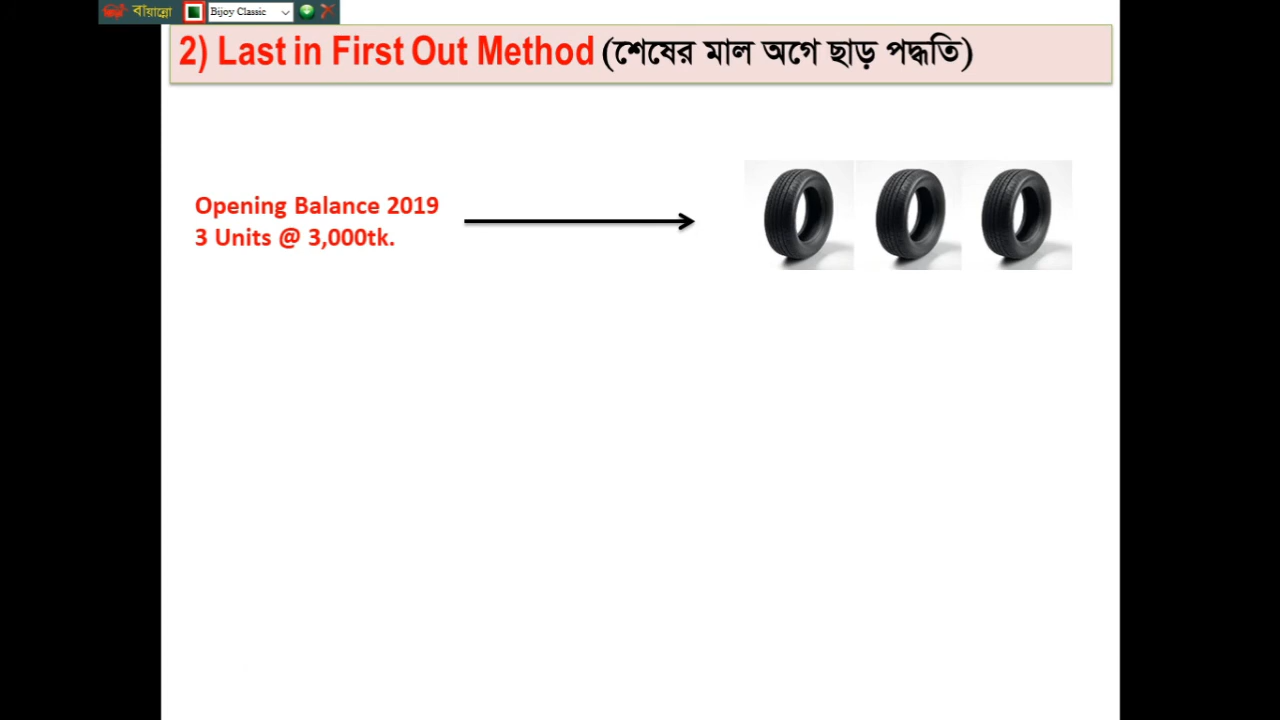 বায়ান্নো Bijoy Classic
2) Last in First Out Method (শেষের মাল অগে ছাড় পদ্ধতি)
Opening Balance 2019
3 Units @ 3,000tk.